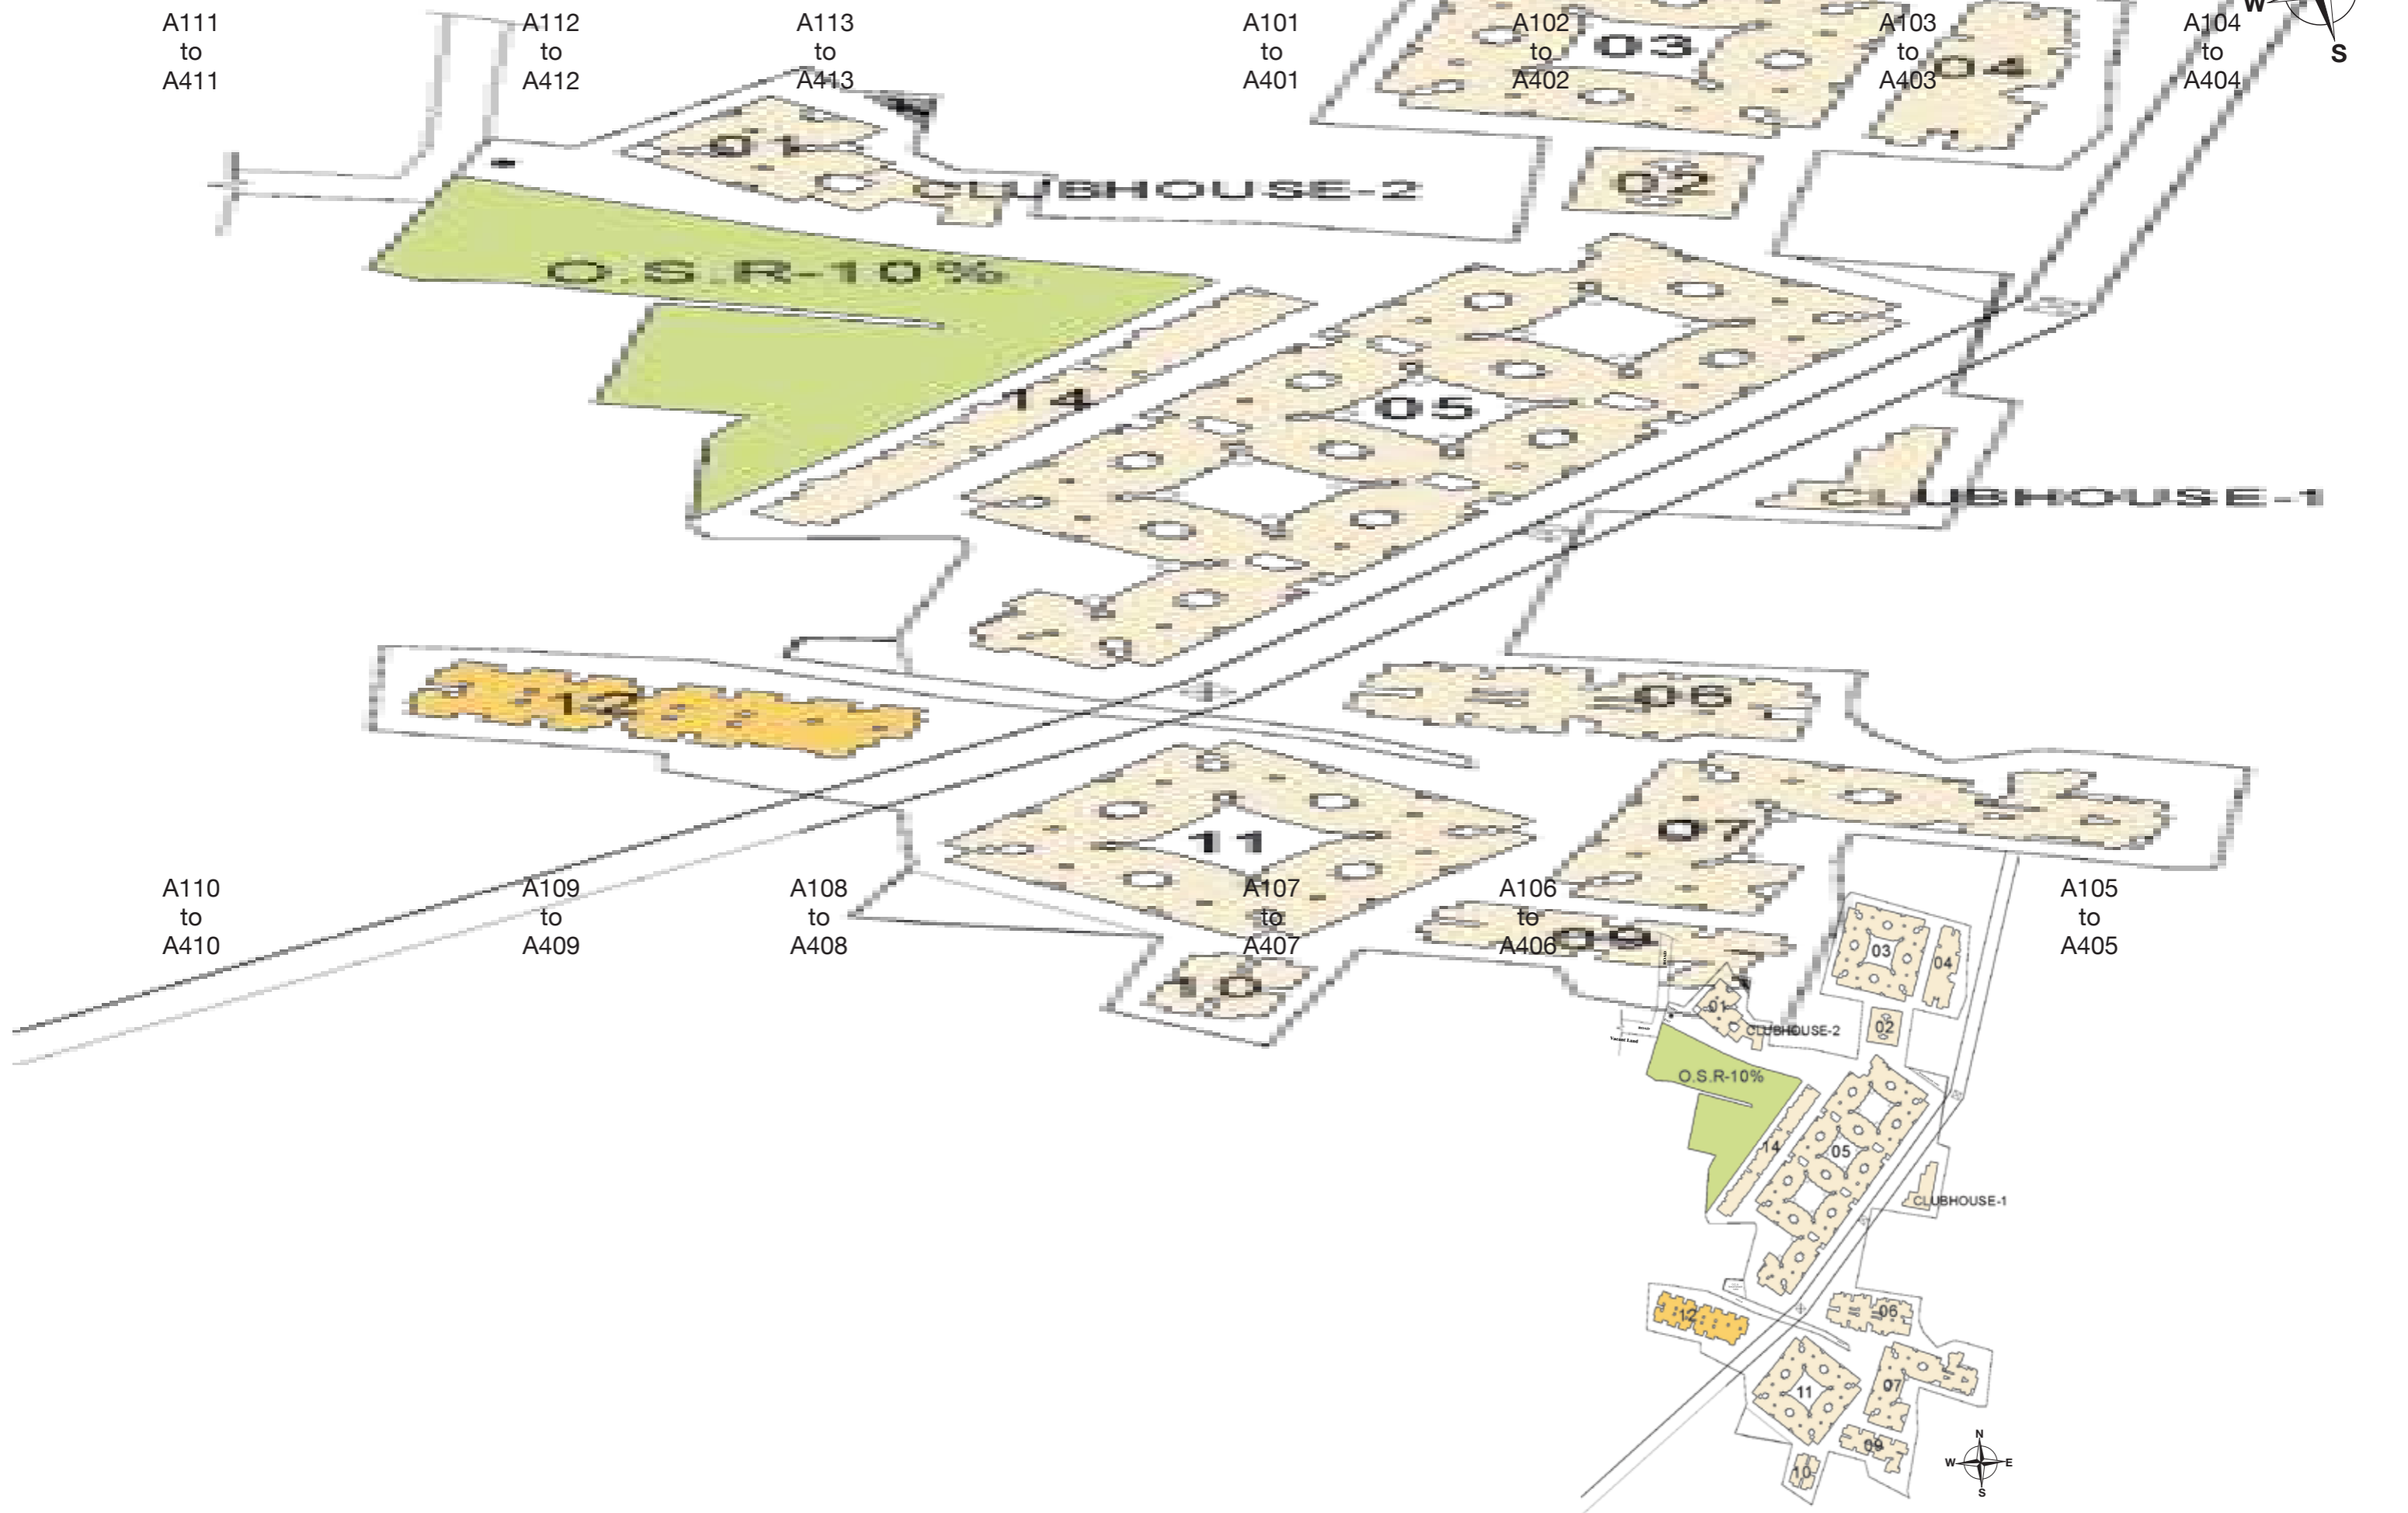 A111
to
A411
A112
to
A412
A113
to
A413
A101
to
A401
A102
to
A402
A103
to
A403
A104
to
A404
W
S
03
04
01
CLUBHOUSE-2
02
O.S.R-10%
14
05
CLUBHOUSE-1
12
06
11
07
A110
to
A410
A109
to
A409
A108
to
A408
A107
to
A407
A106
to
A406
A105
to
A405
09
10
03
04
01
CLUBHOUSE-2
02
O.S.R-10%
14
05
CLUBHOUSE-1
12
06
11
07
09
10
N
W
E
S